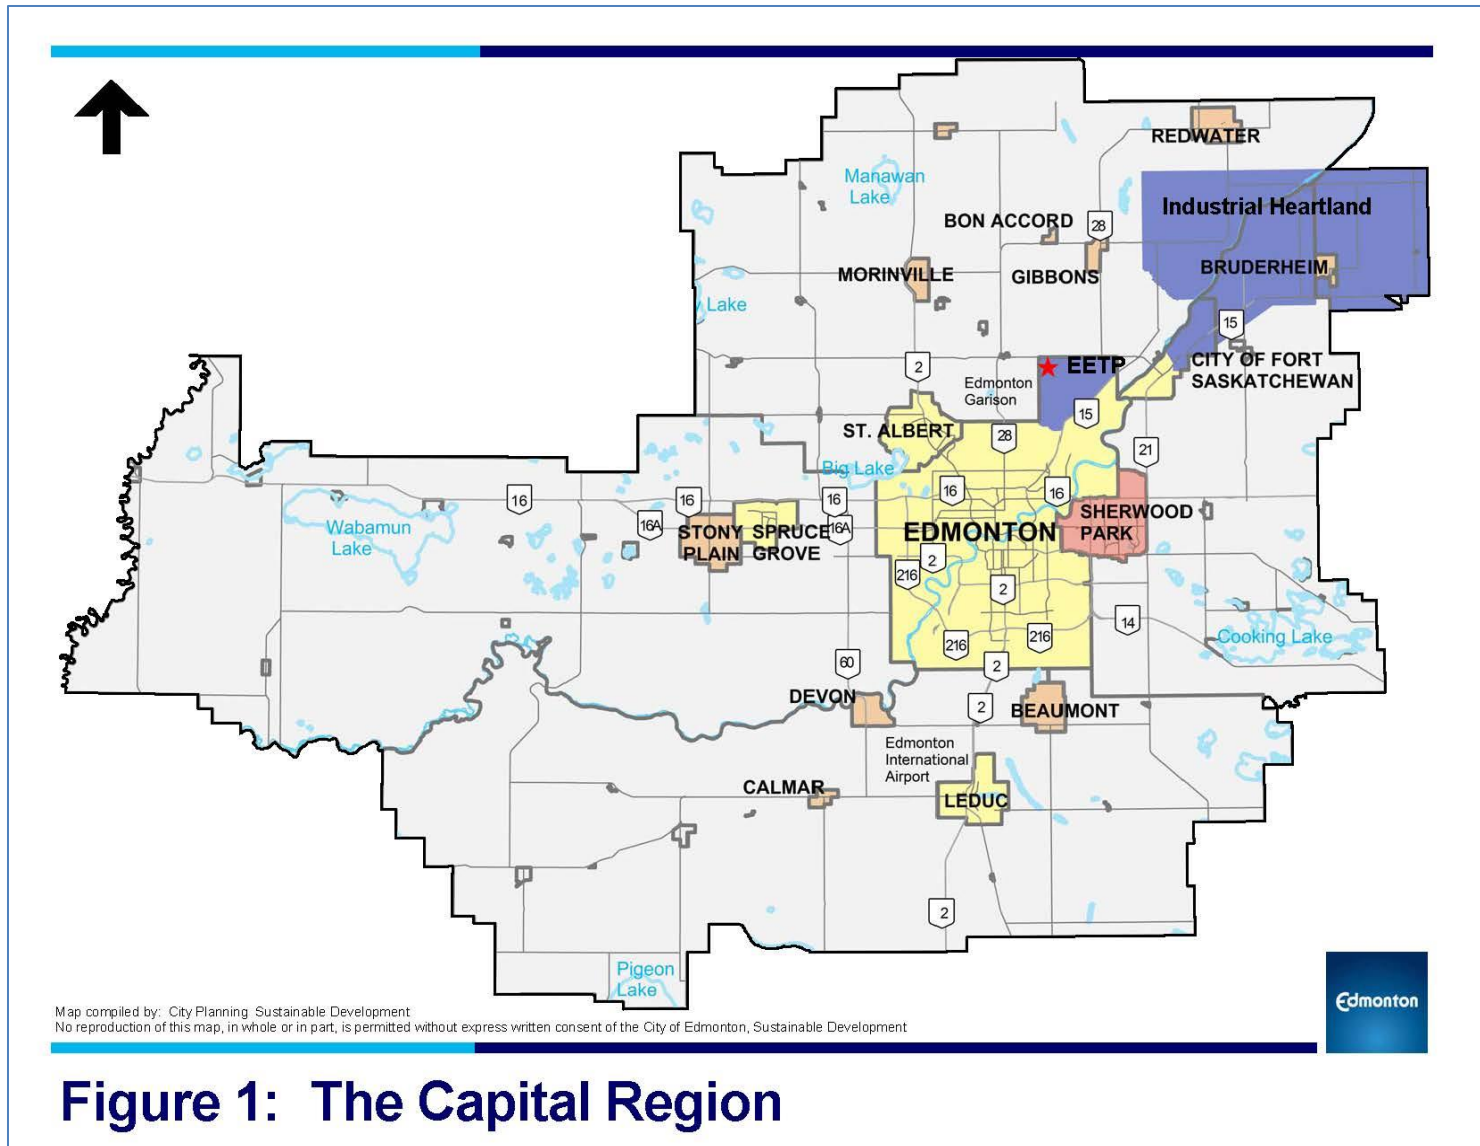 REDWATER
Manawan
Lake
Industrial Heartland
BON ACCORD
28
MORINVILLE
GIBBONS
BRUDERHEIM
Lake
15
2
EETP
CITY OF FORT
SASKATCHEWAN
Edmonton
Garison
15
ST. ALBERT
28
21
Big Lake
16
16
16
16
16
Wabamun
Lake
16A
16A
STONY
PLAIN
SPRUCE
GROVE
EDMONTON
SHERWOOD
PARK
2
216
2
14
Cooking Lake
216
216
60
2
DEVON
2
BEAUMONT
Edmonton
International
Airport
CALMAR
LEDUC
2
Pigeon
Lake
Edmonton
Map compiled by: City Planning Sustainable Development
No reproduction of this map, in whole or in part, is permitted without express written consent of the City of Edmonton, Sustainable Development
Figure 1: The Capital Region